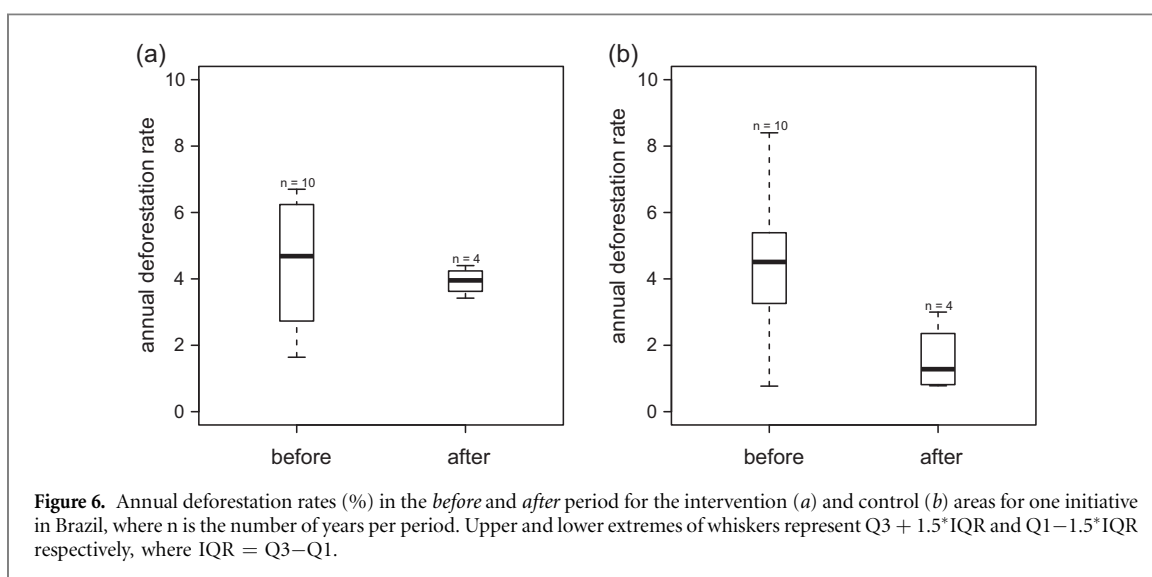 (a)
10
8
6
4
2
0
annual deforestation rate
n = 10
n = 4
before after
(b)
10
8
6
4
2
0
annual deforestation rate
n = 10
n = 4
before after
Figure 6. Annual deforestation rates (%) in the before and after period for the intervention (a) and control (b) areas for one initiative
in Brazil, where n is the number of years per period. Upper and lower extremes of whiskers represent Q3 + 1.5*IQR and Q1−1.5*IQR
respectively, where IQR = Q3−Q1.